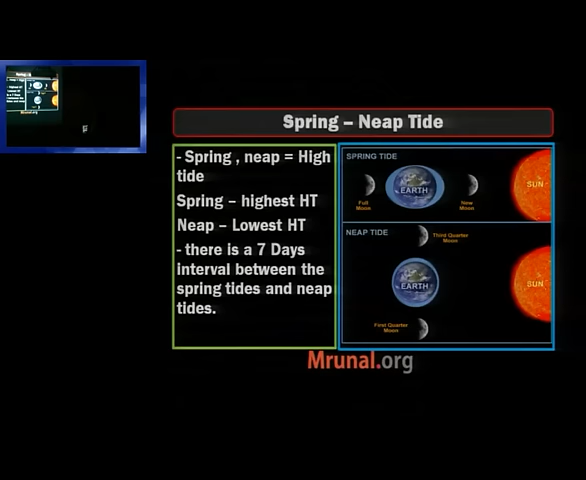 Spring – Neap Tide
- Spring , neap = High
tide
Spring – highest HT
Neap – Lowest HT
- there is a 7 Days
interval between the
spring tides and neap
tides.
SPRING TIDE
Full
Moon
EARTH
New
Moon
SUN
NEAP TIDE
Third Quarter
Moon
EARTH
SUN
First Quarter
Moon
Mrunal.org